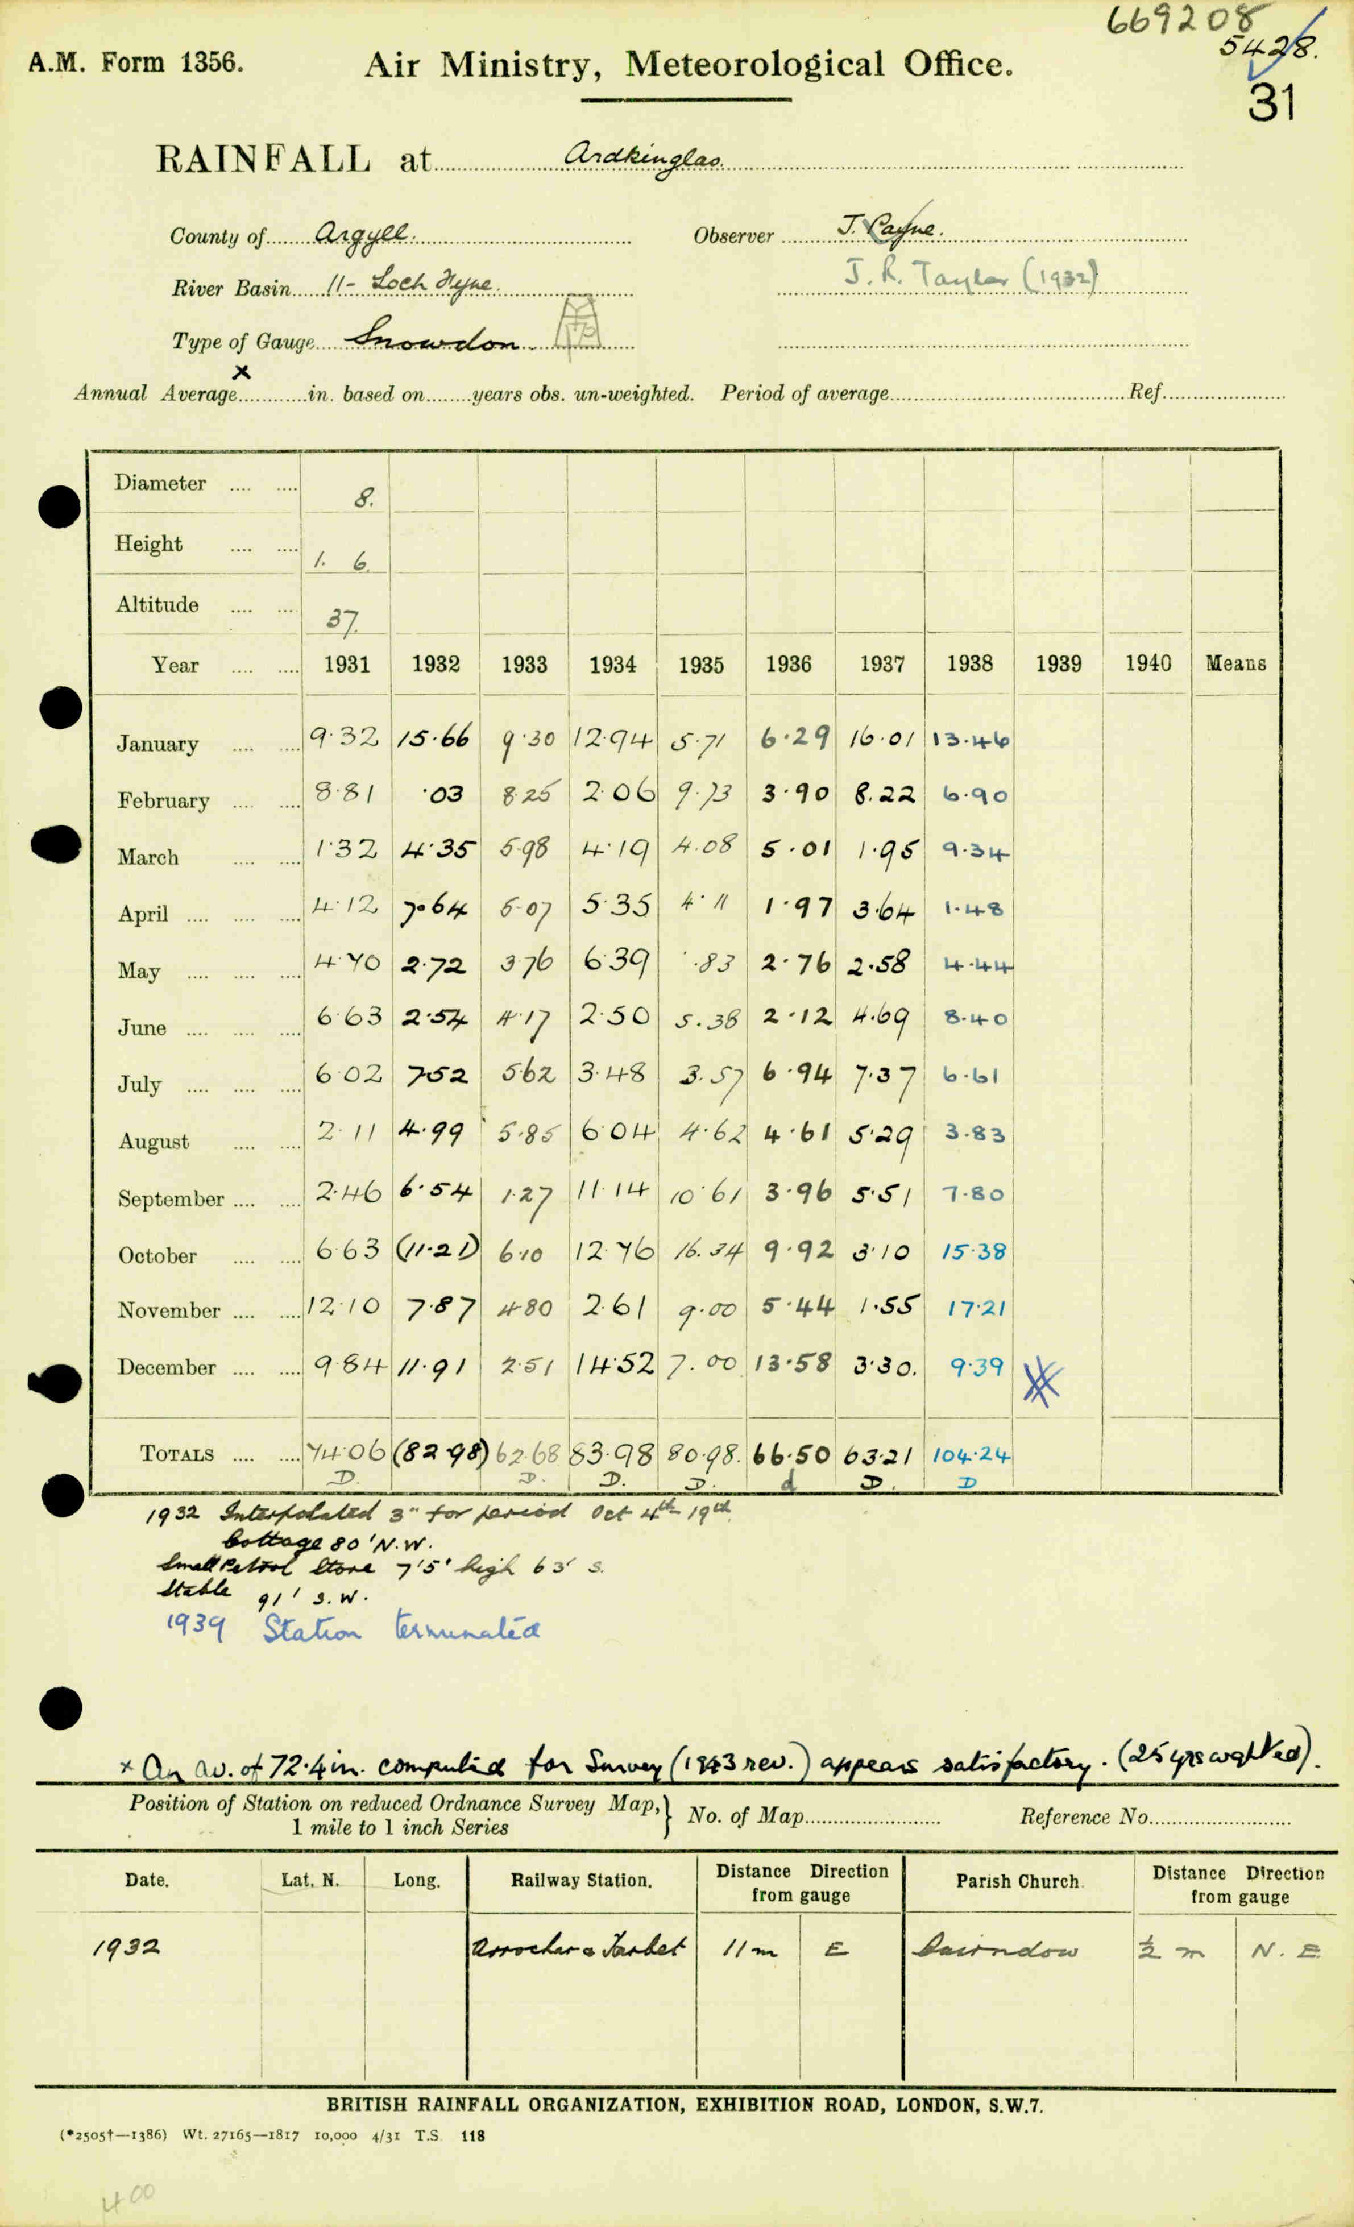 669208
5428.
31
A.M. Form 1356.
Air Ministry, Meteorological Office.
RAINFALL at Ardkinglas.
County of Argyll. Observer J. Payne.
River Basin 11- Loch Fyne. J. R. Taylor (1932)
Type of Gauge Snowdon.
x
Annual Average in. based on years obs. un-weighted. Period of average Ref.
Diameter 8.
Height 1. 6.
Altitude 37.
Year 1931 1932 1933 1934 1935 1936 1937 1938 1939 1940 Means
January 9.32 15.66 9.30 12.94 5.71 6.29 16.01 13.46
February 8.81 .03 8.25 2.06 9.73 3.90 8.22 6.90
March 1.32 4.35 5.98 4.19 4.08 5.01 1.95 9.34
April 4.12 7.64 5.07 5.35 4.11 1.97 3.64 1.48
May 4.70 2.72 3.76 6.39 .83 2.76 2.58 4.44
June 6.63 2.54 4.17 2.50 5.38 2.12 4.69 8.40
July 6.02 7.52 5.62 3.48 3.57 6.94 7.37 6.61
August 2.11 4.99 5.85 6.04 4.62 4.61 5.29 3.83
September 2.46 6.54 1.27 11.14 10.61 3.96 5.51 7.80
October 6.63 (11.21) 6.10 12.76 16.34 9.92 3.10 15.38
November 12.10 7.87 4.80 2.61 9.00 5.44 1.55 17.21
December 9.84 11.91 2.51 14.52 7.00 13.58 3.30. 9.39
TOTALS 74.06 (82.98) 62.68 83.98 80.98. 66.50 63.21 104.24
D. D. D. D. d D. D
1932 Interpolated 3" for period Oct 4th - 19th.
Cottage 80' N.W.
Small Petrol Store 7'5" high 63' S.
Stable 91' S.W.
1939 Station terminated
x An av. of 72.4 in. computed for Survey (1943 rev.) appears satisfactory. (25 yrs weighted).
Position of Station on reduced Ordnance Survey Map, } No. of Map Reference No.
1 mile to 1 inch Series
Date. Lat. N. Long. Railway Station. Distance Direction from gauge Parish Church. Distance Direction from gauge
1932 Arrochar & Tarbet 11 m E Cairndow ½ m N. E.
BRITISH RAINFALL ORGANIZATION, EXHIBITION ROAD, LONDON, S.W.7.
(*2505†—1386) Wt. 27165—1817 10,000 4/31 T.S. 118
400